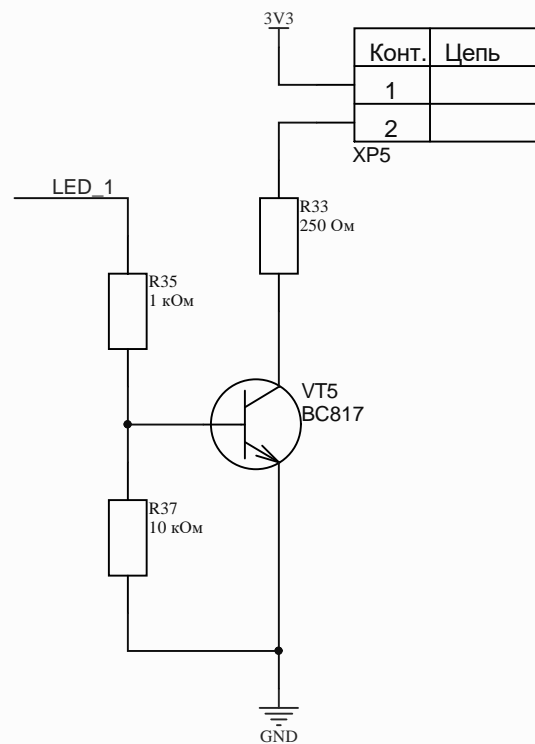 3V3
Конт. Цепь
1
2
XP5
LED_1
R33
250 Ом
R35
1 кОм
VT5
BC817
R37
10 кОм
GND